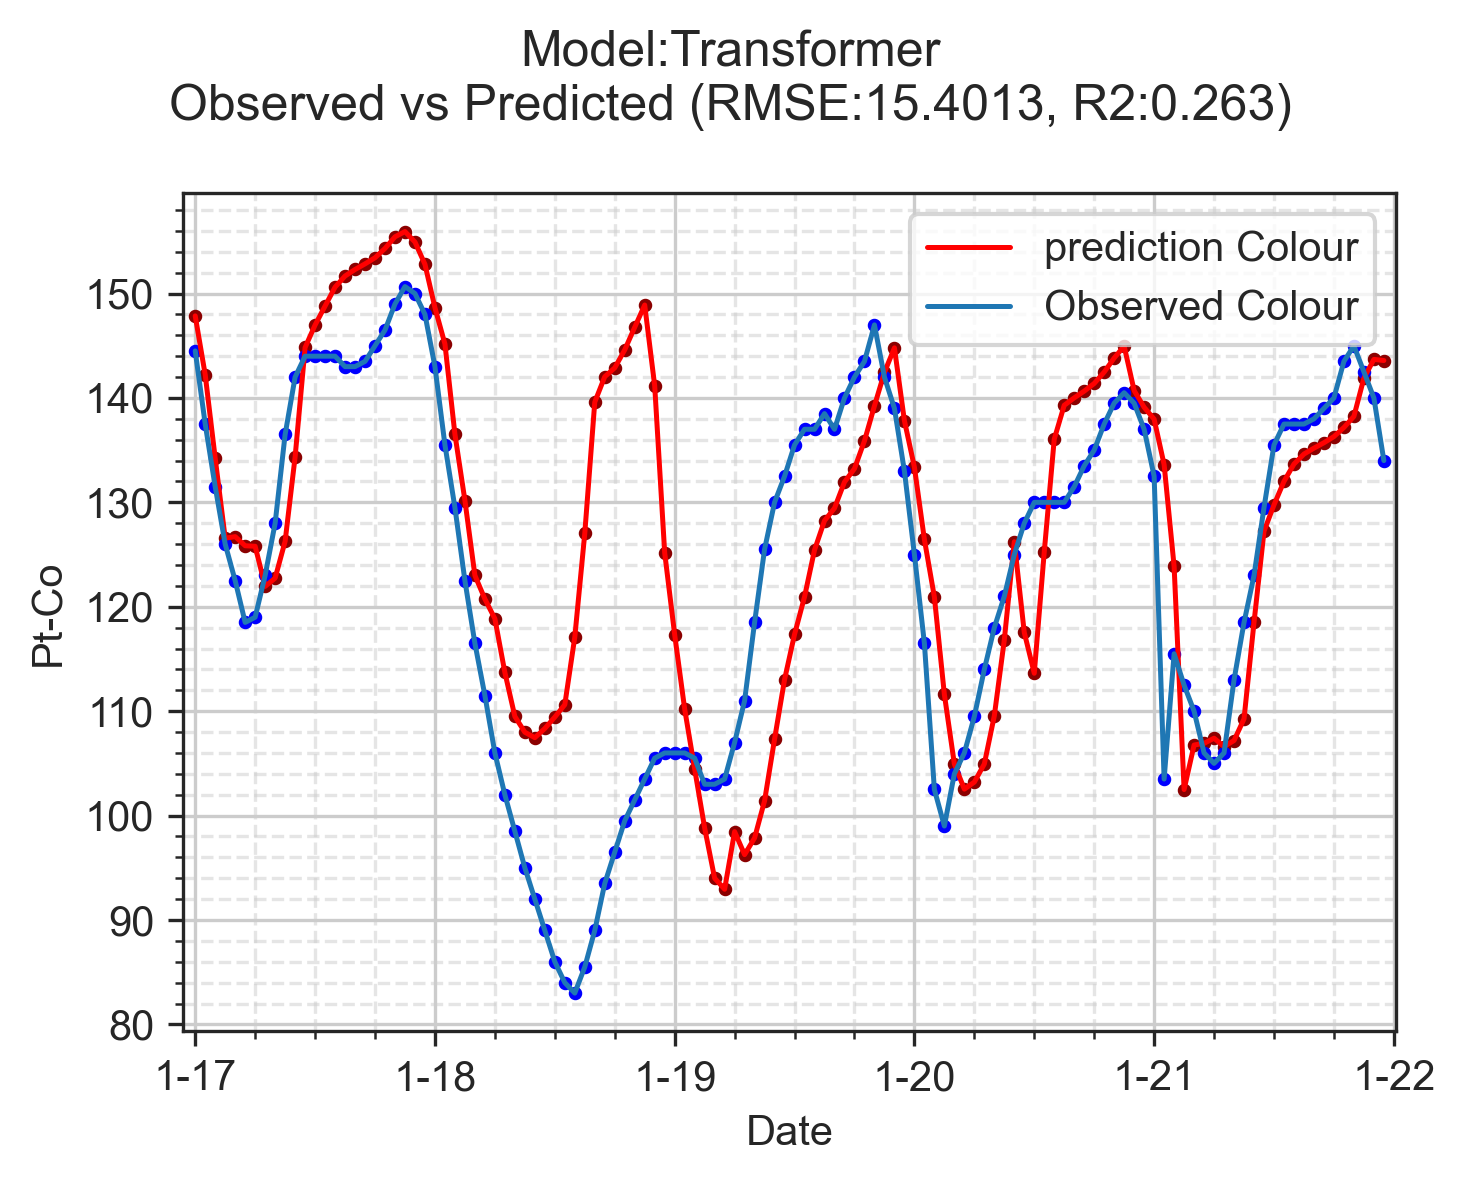 Model:Transformer
Observed vs Predicted (RMSE:15.4013, R2:0.263)
prediction Colour
Observed Colour
150
140
130
120
110
100
90
80
Pt-Co
1-17
1-18
1-19
1-20
1-21
1-22
Date